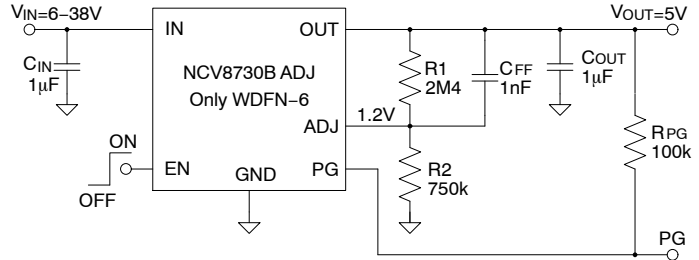 VIN=6–38V
VOUT=5V
IN
OUT
CIN
1µF
NCV8730B ADJ
Only WDFN–6
R1
2M4
CFF
1nF
COUT
1µF
1.2V
ADJ
RPG
100k
ON
OFF
EN
GND
PG
R2
750k
PG